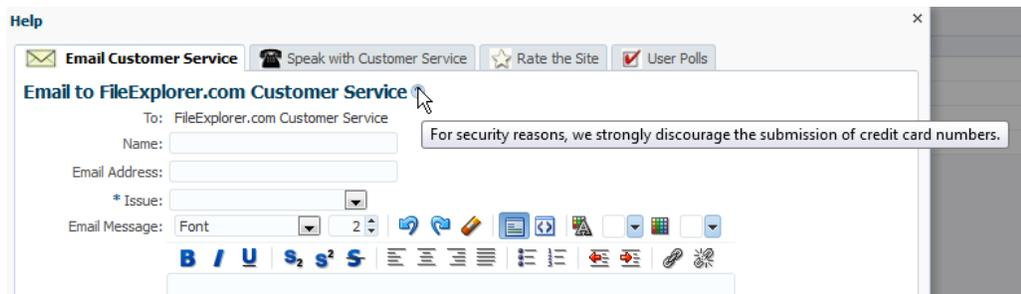 Help
Email Customer Service Speak with Customer Service Rate the Site User Polls
Email to FileExplorer.com Customer Service
To: FileExplorer.com Customer Service
For security reasons, we strongly discourage the submission of credit card numbers.
Name:
Email Address:
* Issue:
Email Message: Font 2
B I U S2 S2 S